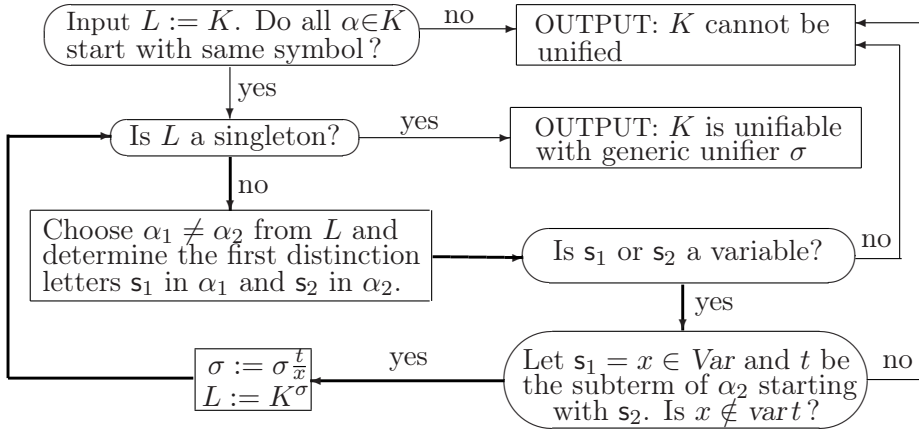 Input L := K. Do all α∈K
start with same symbol?
no
OUTPUT: K cannot be
unified
yes
Is L a singleton?
yes
OUTPUT: K is unifiable
with generic unifier σ
no
Choose α₁ ≠ α₂ from L and
determine the first distinction
letters s₁ in α₁ and s₂ in α₂.
Is s₁ or s₂ a variable?
no
yes
Let s₁ = x ∈ Var and t be
the subterm of α₂ starting
with s₂. Is x ∉ var t?
no
yes
σ := σ t/x
L := K^σ